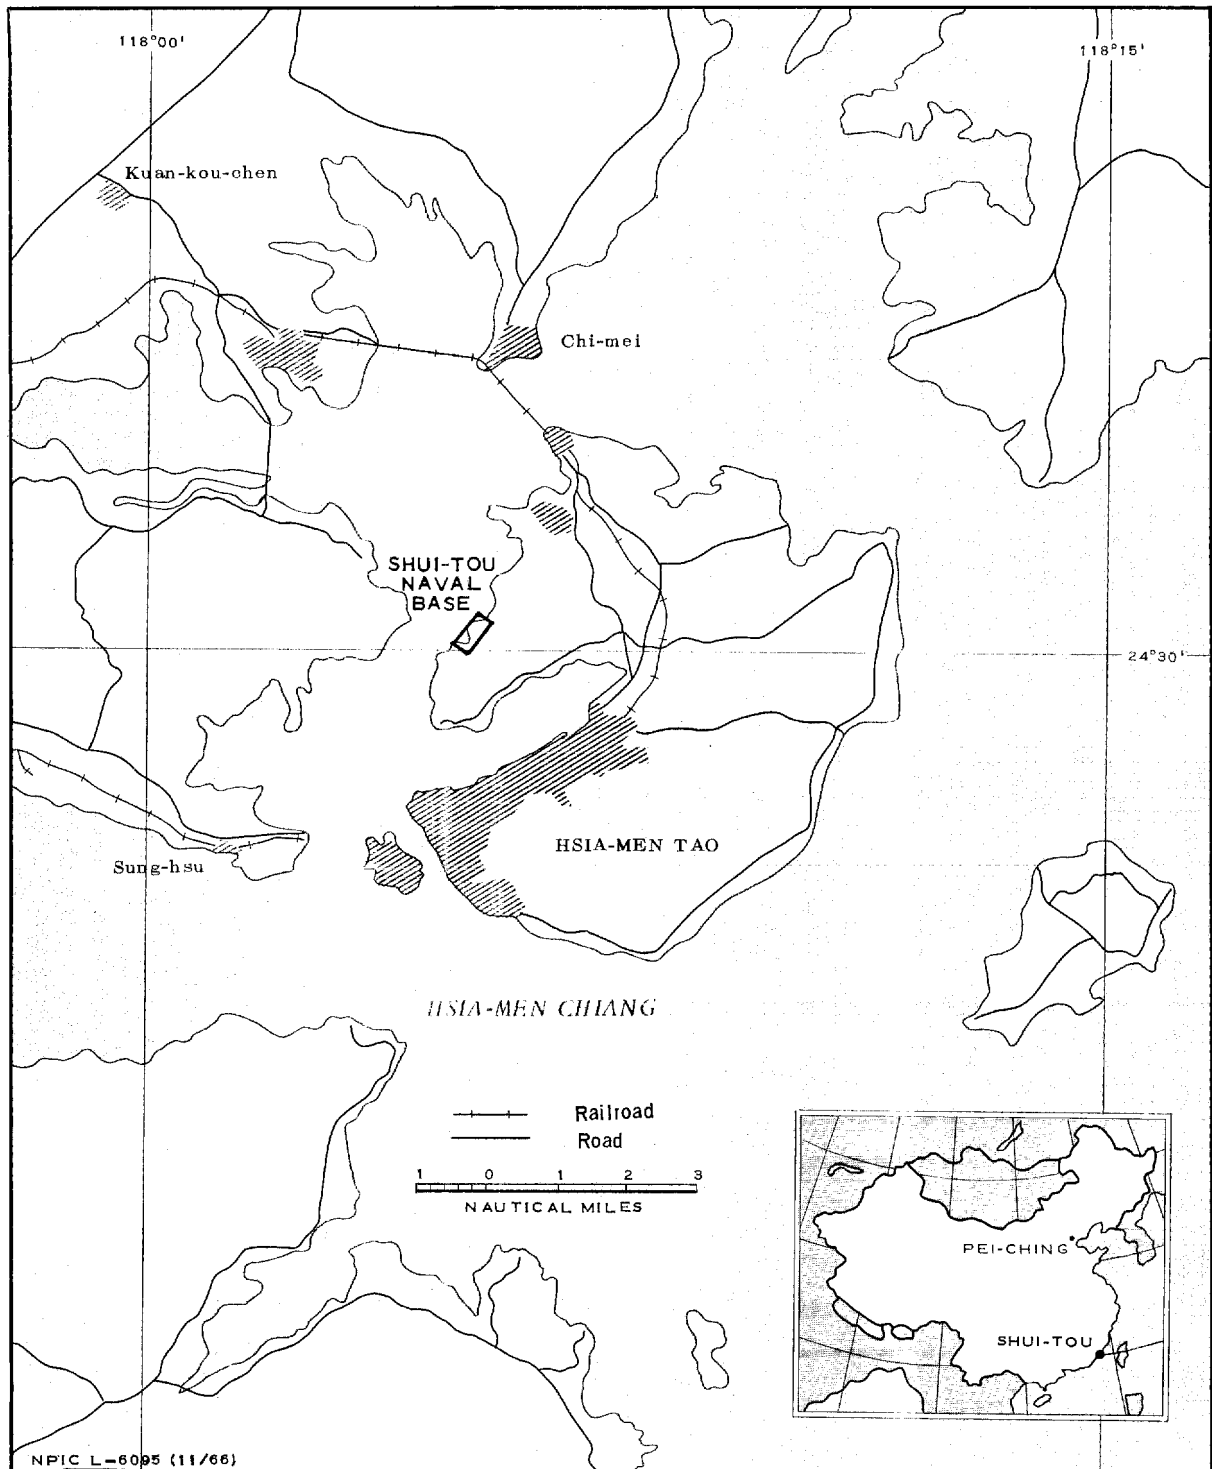 118°00'
118°15'
Kuan-kou-chen
Chi-mei
SHUI-TOU
NAVAL
BASE
24°30'
HSIA-MEN TAO
Sung-hsu
HSIA-MEN CHIANG
Railroad
Road
1 0 1 2 3
NAUTICAL MILES
PEI-CHING
SHUI-TOU
NPIC L-6095 (11/66)